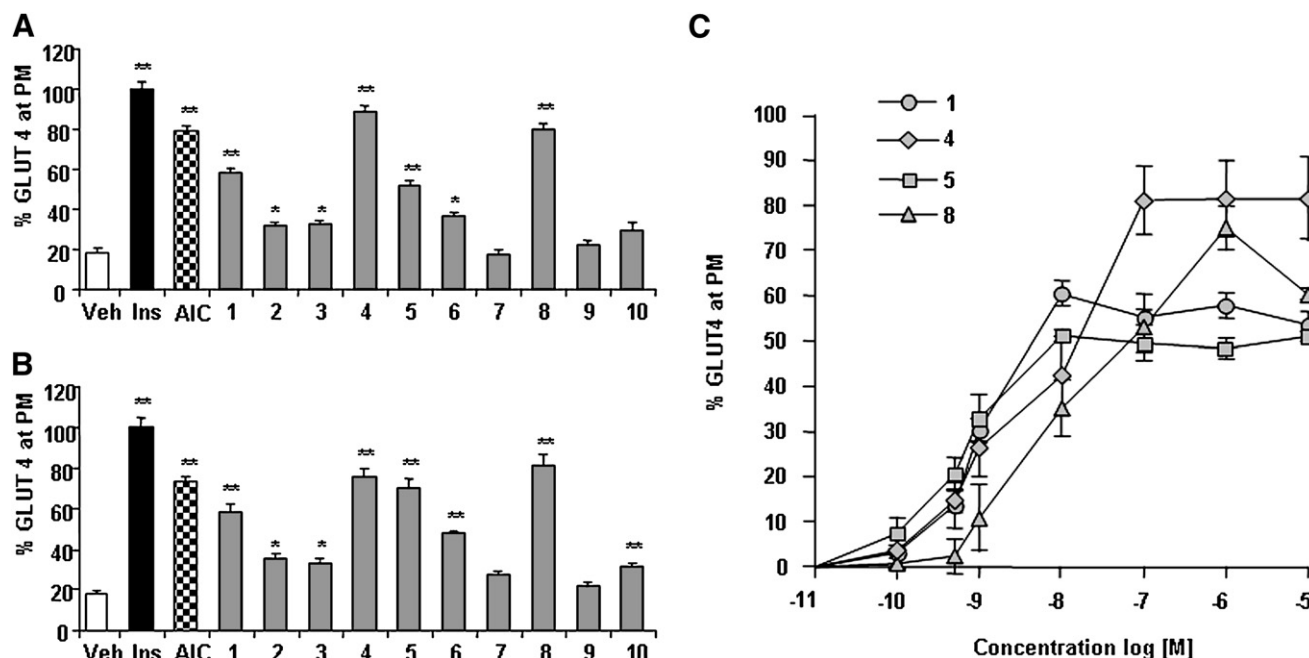 A
% GLUT 4 at PM
120
100
80
60
40
20
0
** ** ** * * ** ** * **
Veh Ins AIC 1 2 3 4 5 6 7 8 9 10
B
% GLUT 4 at PM
120
100
80
60
40
20
0
** ** ** * * ** ** ** ** **
Veh Ins AIC 1 2 3 4 5 6 7 8 9 10
C
1
4
5
8
% GLUT4 at PM
100
90
80
70
60
50
40
30
20
10
0
-11 -10 -9 -8 -7 -6 -5
Concentration log [M]